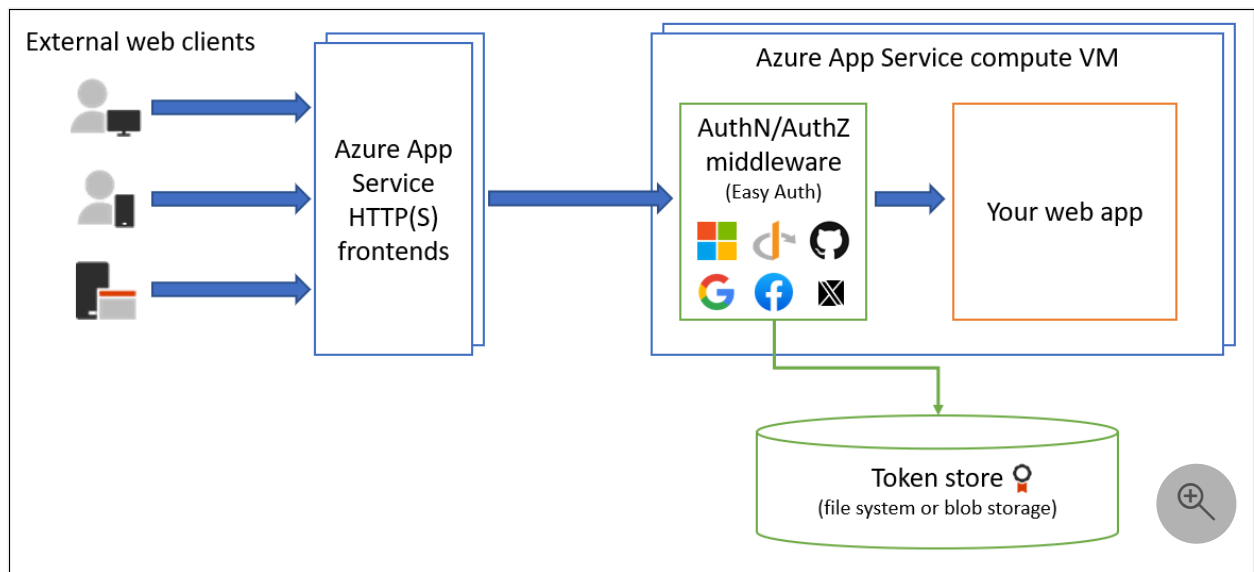 External web clients
Azure App
Service
HTTP(S)
frontends
Azure App Service compute VM
AuthN/AuthZ
middleware
(Easy Auth)
Your web app
Token store
(file system or blob storage)